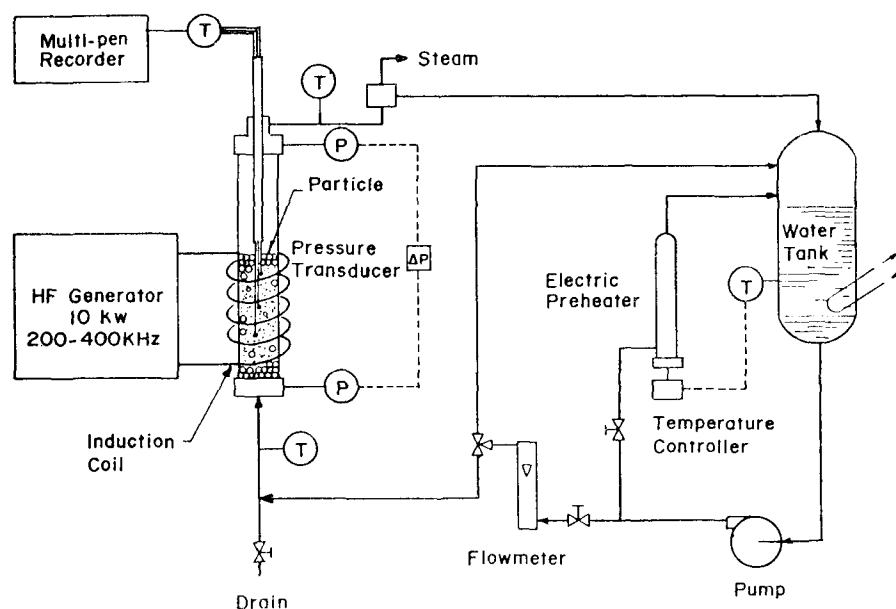 Multi-pen
Recorder
T
T
Steam
P
Particle
Pressure
Transducer
ΔP
HF Generator
10 Kw
200-400KHz
Water
Tank
Electric
Preheater
T
P
Induction
Coil
T
Temperature
Controller
Flowmeter
Pump
Drain